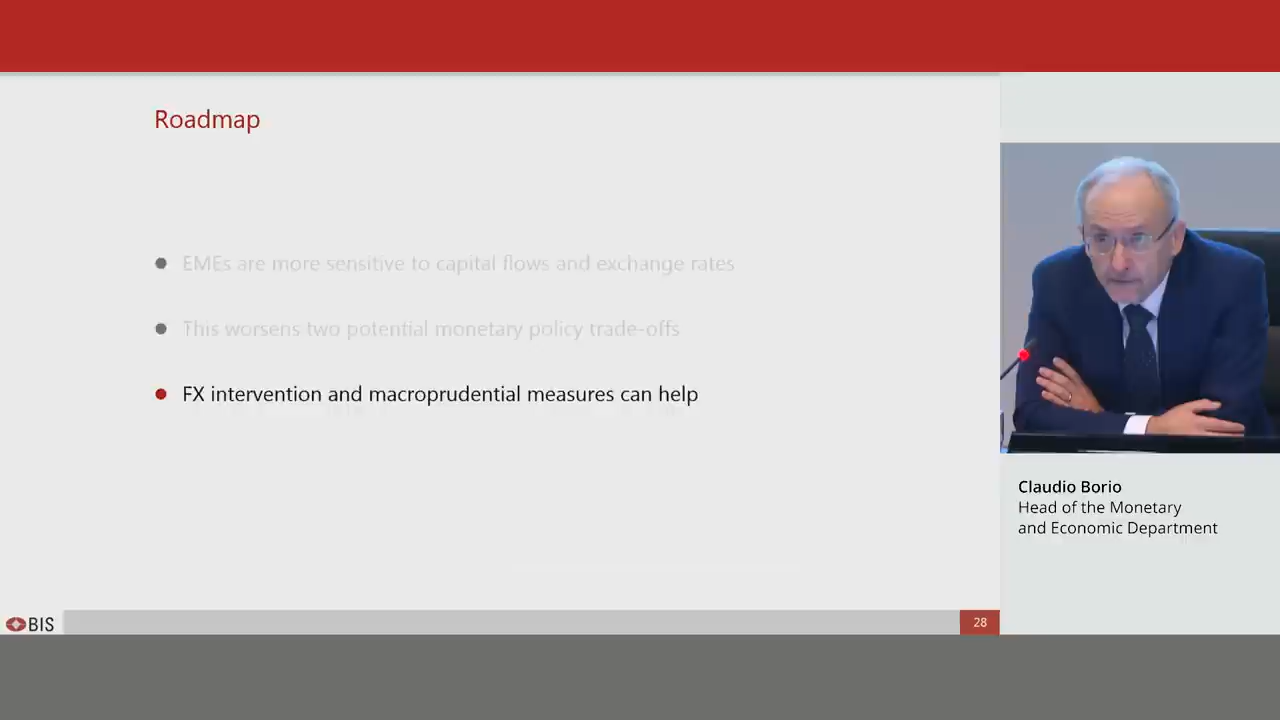 Roadmap
EMEs are more sensitive to capital flows and exchange rates
This worsens two potential monetary policy trade-offs
FX intervention and macroprudential measures can help
Claudio Borio
Head of the Monetary
and Economic Department
BIS
28